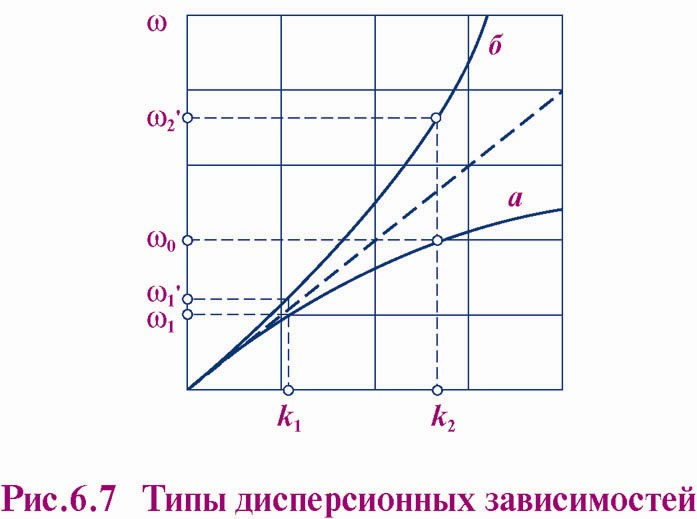 ω
б
ω₂'
а
ω₀
ω₁'
ω₁
k₁ k₂
Рис.6.7 Типы дисперсионных зависимостей